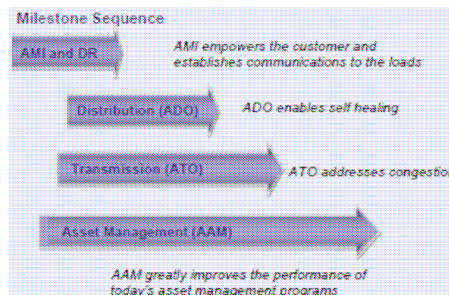 Milestone Sequence
AMI and DR
AMI empowers the customer and
establishes communications to the loads
Distribution (ADO)
ADO enables self healing
Transmission (ATO)
ATO addresses congestio
Asset Management (AAM)
AAM greatly improves the performance of
today's asset management programs